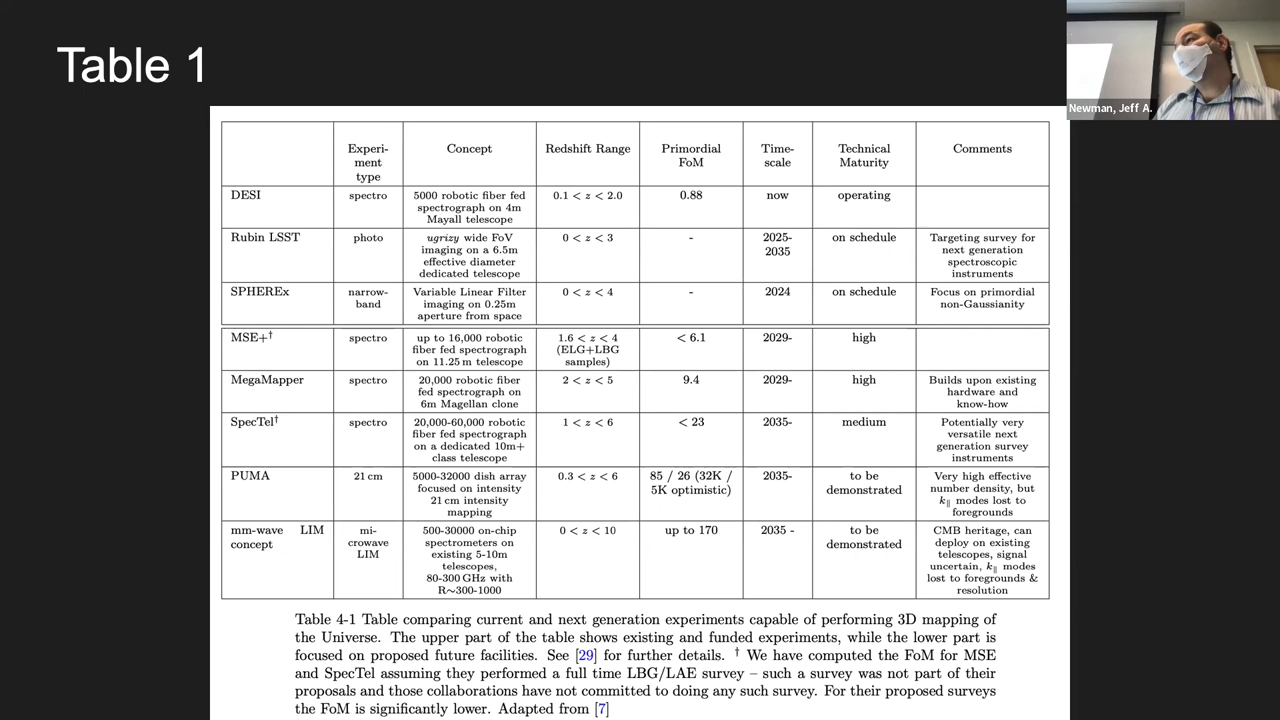 Table 1
Newman, Jeff A.
Experi-
ment
type
Concept
Redshift Range
Primordial
FoM
Time-
scale
Technical
Maturity
Comments
DESI
spectro
5000 robotic fiber fed
spectrograph on 4m
Mayall telescope
0.1 < z < 2.0
0.88
now
operating
Rubin LSST
photo
ugrizy wide FoV
imaging on a 6.5m
effective diameter
dedicated telescope
0 < z < 3
-
2025-
2035
on schedule
Targeting survey for
next generation
spectroscopic
instruments
SPHEREx
narrow-
band
Variable Linear Filter
imaging on 0.25m
aperture from space
0 < z < 4
-
2024
on schedule
Focus on primordial
non-Gaussianity
MSE+†
spectro
up to 16,000 robotic
fiber fed spectrograph
on 11.25 m telescope
1.6 < z < 4
(ELG+LBG
samples)
< 6.1
2029-
high
MegaMapper
spectro
20,000 robotic fiber
fed spectrograph on
6m Magellan clone
2 < z < 5
9.4
2029-
high
Builds upon existing
hardware and
know-how
SpecTel†
spectro
20,000-60,000 robotic
fiber fed spectrograph
on a dedicated 10m+
class telescope
1 < z < 6
< 23
2035-
medium
Potentially very
versatile next
generation survey
instruments
PUMA
21 cm
5000-32000 dish array
focused on intensity
21 cm intensity
mapping
0.3 < z < 6
85 / 26 (32K /
5K optimistic)
2035-
to be
demonstrated
Very high effective
number density, but
k∥ modes lost to
foregrounds
mm-wave LIM
concept
mi-
crowave
LIM
500-30000 on-chip
spectrometers on
existing 5-10m
telescopes,
80-300 GHz with
R∼300-1000
0 < z < 10
up to 170
2035 -
to be
demonstrated
CMB heritage, can
deploy on existing
telescopes, signal
uncertain, k∥ modes
lost to foregrounds &
resolution
Table 4-1 Table comparing current and next generation experiments capable of performing 3D mapping of
the Universe. The upper part of the table shows existing and funded experiments, while the lower part is
focused on proposed future facilities. See [29] for further details. † We have computed the FoM for MSE
and SpecTel assuming they performed a full time LBG/LAE survey – such a survey was not part of their
proposals and those collaborations have not committed to doing any such survey. For their proposed surveys
the FoM is significantly lower. Adapted from [7]